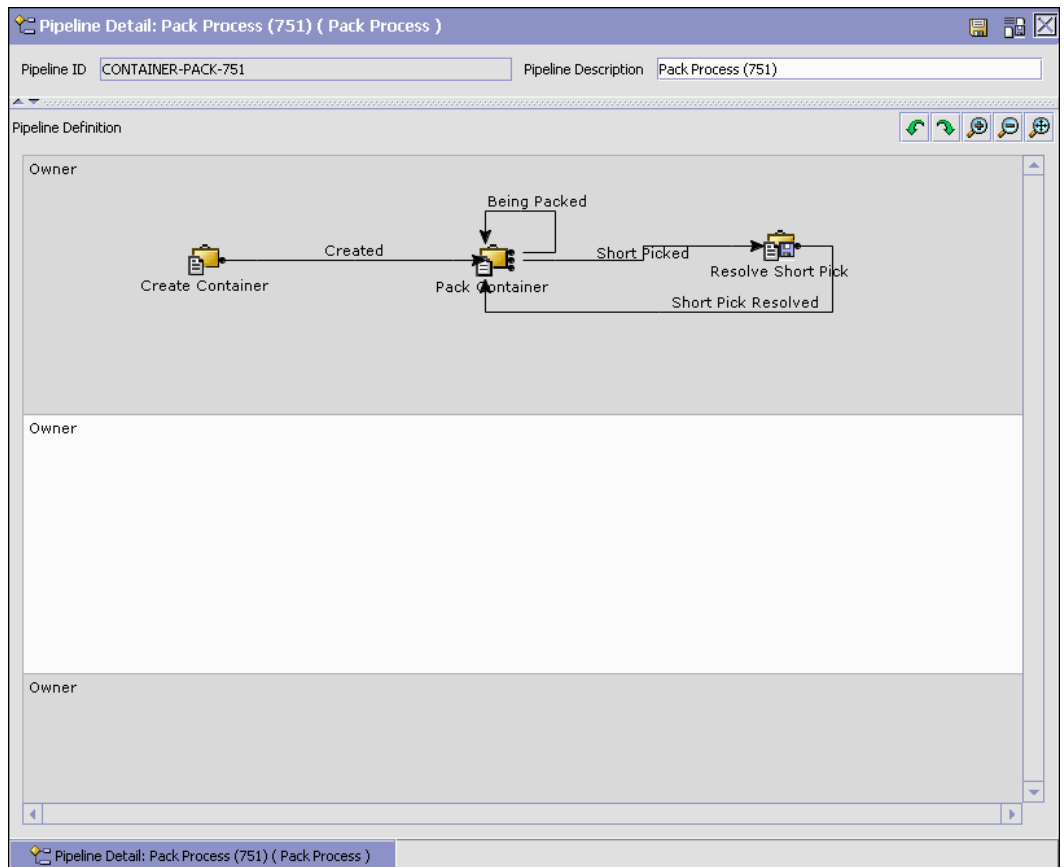 Pipeline Detail: Pack Process (751) ( Pack Process )
Pipeline ID CONTAINER-PACK-751 Pipeline Description Pack Process (751)
Pipeline Definition
Owner
Being Packed
Created
Short Picked
Create Container
Pack Container
Resolve Short Pick
Short Pick Resolved
Owner
Owner
Pipeline Detail: Pack Process (751) ( Pack Process )